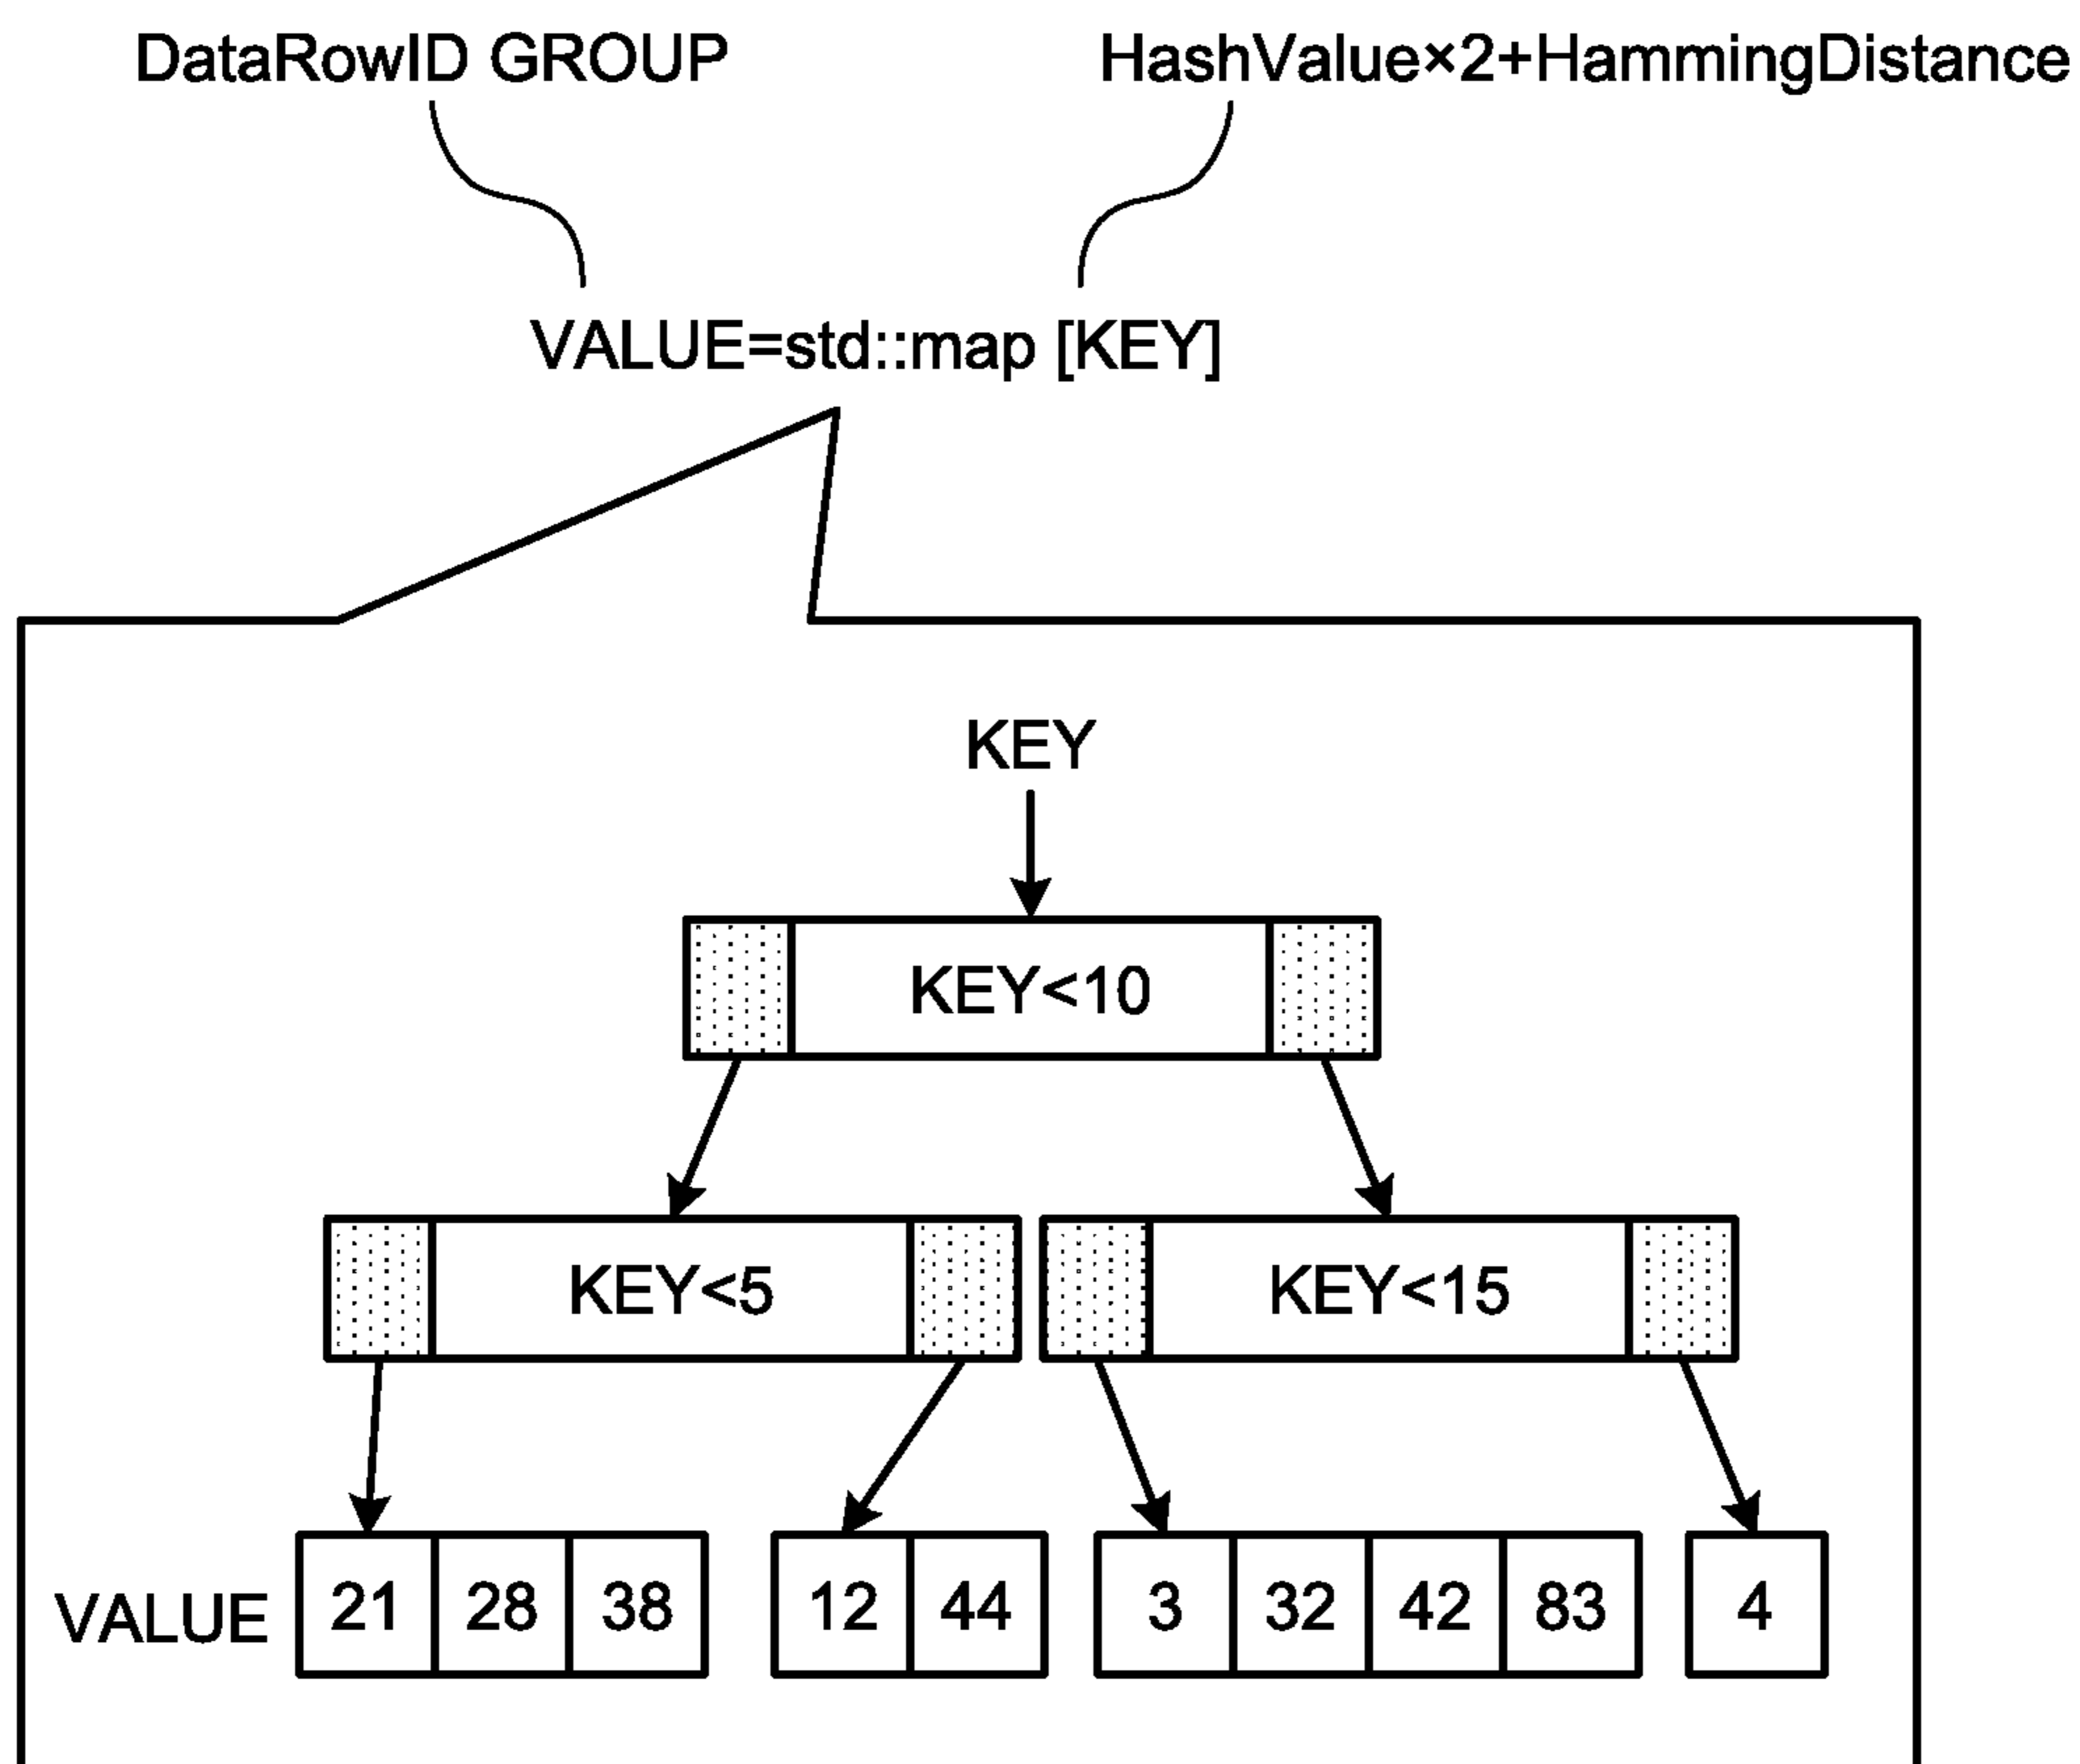 DataRowID GROUP HashValue×2+HammingDistance
VALUE=std::map [KEY]
KEY
KEY<10
KEY<5 KEY<15
VALUE 21 28 38 12 44 3 32 42 83 4